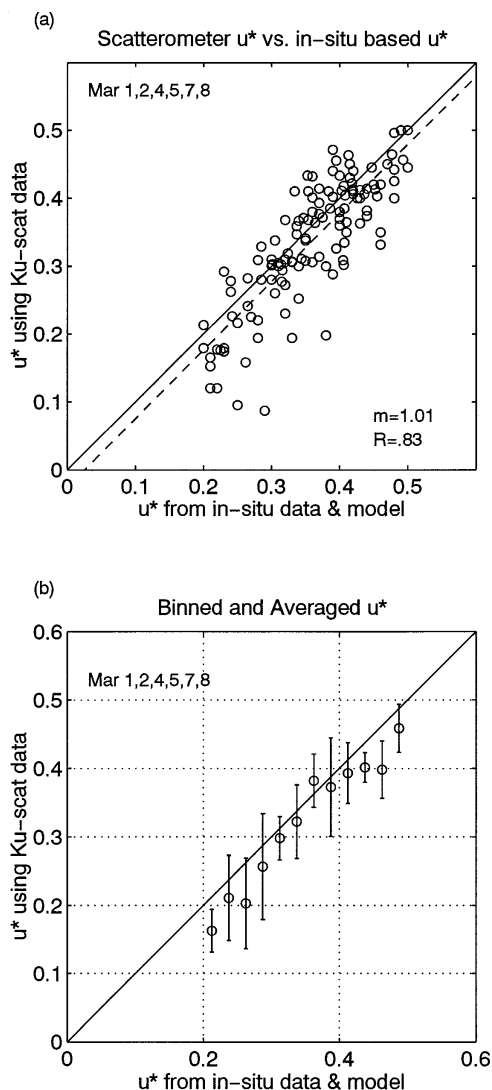 (a)
Scatterometer u* vs. in-situ based u*
Mar 1,2,4,5,7,8
0.5
0.4
0.3
0.2
0.1
0
u* using Ku-scat data
m=1.01
R=.83
0 0.1 0.2 0.3 0.4 0.5
u* from in-situ data & model
(b)
Binned and Averaged u*
0.6
Mar 1,2,4,5,7,8
0.5
0.4
0.3
0.2
0.1
0
u* using Ku-scat data
0 0.2 0.4 0.6
u* from in-situ data & model